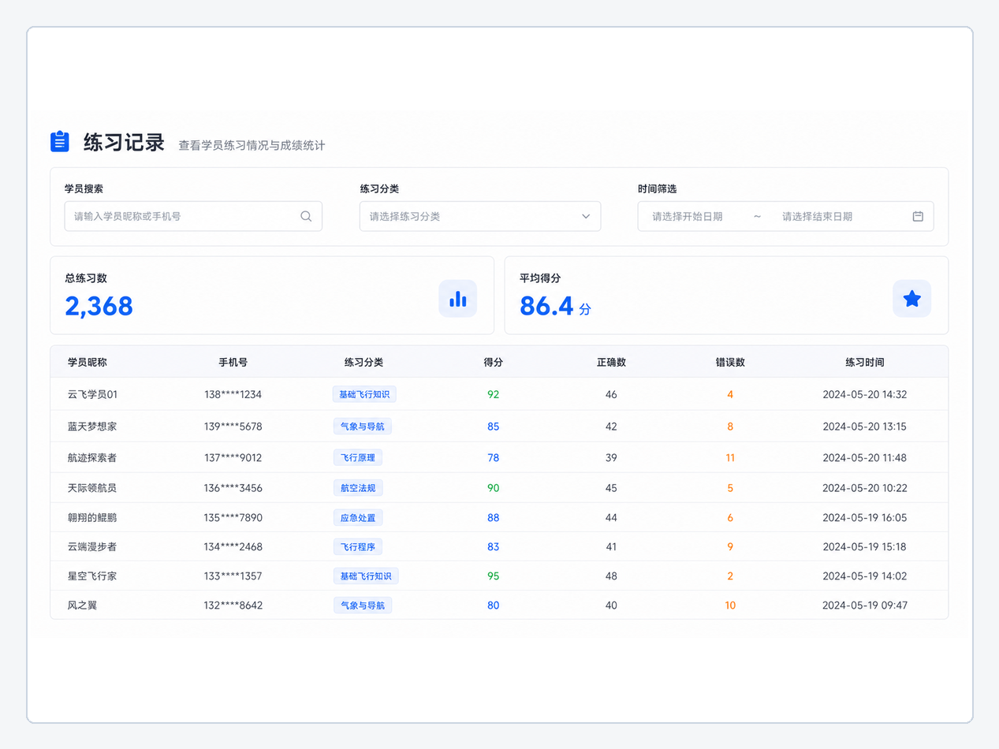 练习记录 查看学员练习情况与成绩统计
学员搜索 练习分类 时间筛选
请输入学员昵称或手机号 请选择练习分类 请选择开始日期 ~ 请选择结束日期
总练习数 平均得分
2,368 86.4 分
学员昵称 手机号 练习分类 得分 正确数 错误数 练习时间
云飞学员01 138****1234 基础飞行知识 92 46 4 2024-05-20 14:32
蓝天梦想家 139****5678 气象与导航 85 42 8 2024-05-20 13:15
航迹探索者 137****9012 飞行原理 78 39 11 2024-05-20 11:48
天际领航员 136****3456 航空法规 90 45 5 2024-05-20 10:22
翱翔的鲲鹏 135****7890 应急处置 88 44 6 2024-05-19 16:05
云端漫步者 134****2468 飞行程序 83 41 9 2024-05-19 15:18
星空飞行家 133****1357 基础飞行知识 95 48 2 2024-05-19 14:02
风之翼 132****8642 气象与导航 80 40 10 2024-05-19 09:47